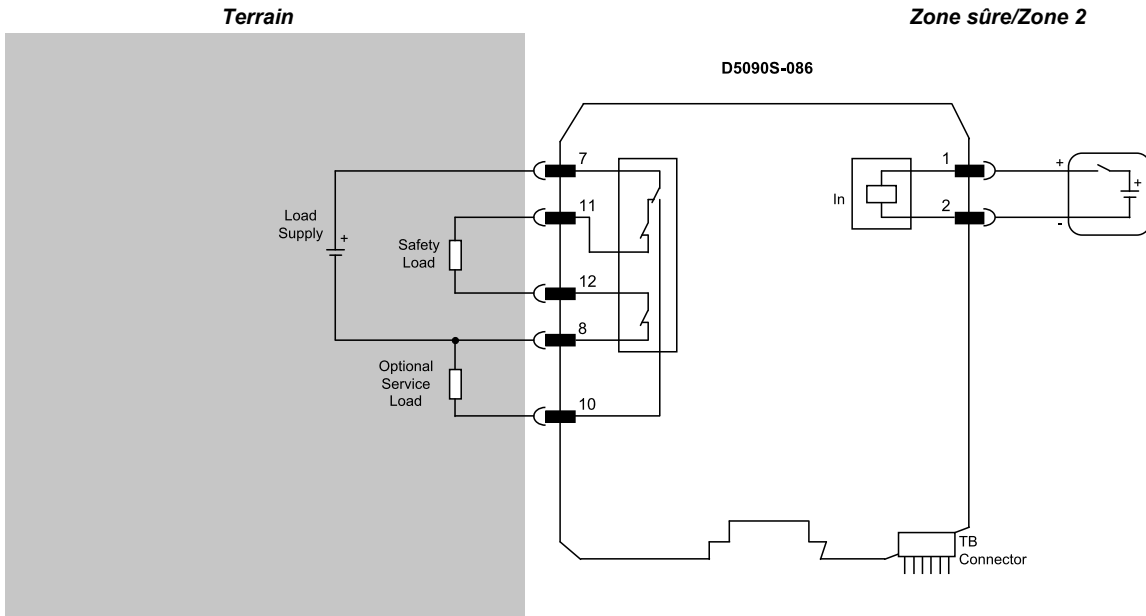 Terrain
Zone sûre/Zone 2
D5090S-086
7
11
12
8
10
Load
Supply
+
Safety
Load
Optional
Service
Load
In
1
2
+
-
+
TB
Connector